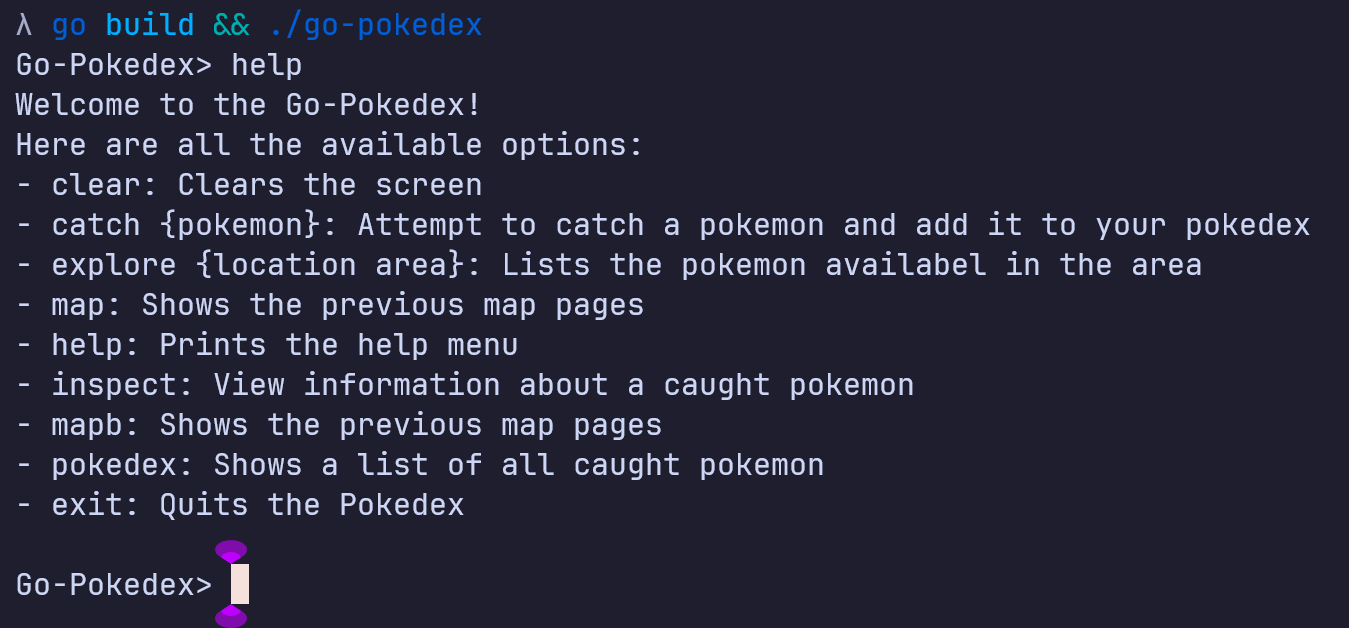 λ go build && ./go-pokedex
Go-Pokedex> help
Welcome to the Go-Pokedex!
Here are all the available options:
- clear: Clears the screen
- catch {pokemon}: Attempt to catch a pokemon and add it to your pokedex
- explore {location area}: Lists the pokemon availabel in the area
- map: Shows the previous map pages
- help: Prints the help menu
- inspect: View information about a caught pokemon
- mapb: Shows the previous map pages
- pokedex: Shows a list of all caught pokemon
- exit: Quits the Pokedex
Go-Pokedex>